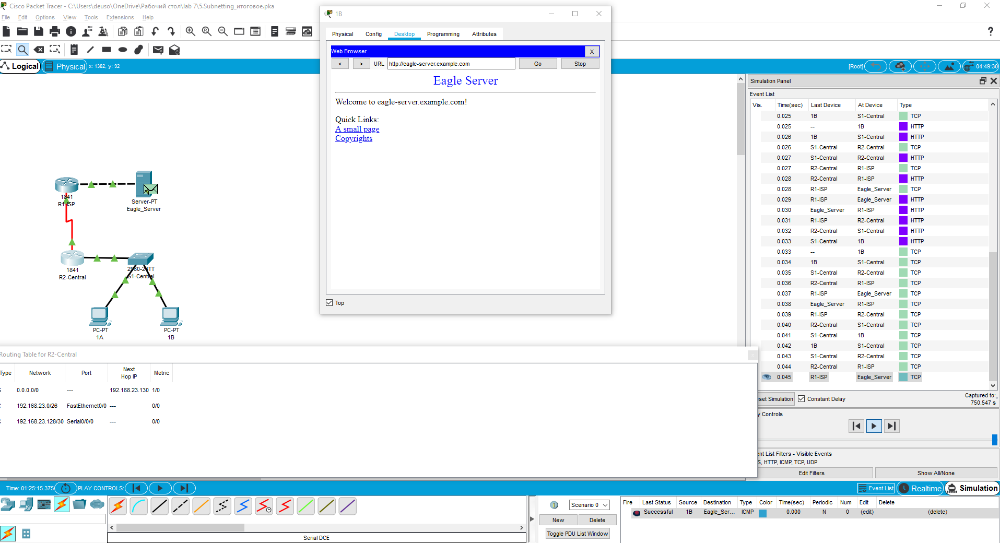 Cisco Packet Tracer - C:\Users\deuso\OneDrive\Рабочий стол\lab 7\5.Subnetting_итоговое.pka
File Edit Options View Tools Extensions Help
Logical Physical x: 1382, y: 92
[Root] 04:49:30
1B
Physical Config Desktop Programming Attributes
Web Browser X
< > URL http://eagle-server.example.com Go Stop
Eagle Server
Welcome to eagle-server.example.com!
Quick Links:
A small page
Copyrights
Top
1841
R1-ISP
Server-PT
Eagle_Server
1841
R2-Central
2960-24TT
S1-Central
PC-PT
1A
PC-PT
1B
Simulation Panel
Event List
Vis. Time(sec) Last Device At Device Type
0.025 1B S1-Central TCP
0.025 -- 1B HTTP
0.026 1B S1-Central HTTP
0.026 S1-Central R2-Central TCP
0.027 S1-Central R2-Central HTTP
0.027 R2-Central R1-ISP TCP
0.028 R2-Central R1-ISP HTTP
0.028 R1-ISP Eagle_Server TCP
0.029 R1-ISP Eagle_Server HTTP
0.030 Eagle_Server R1-ISP HTTP
0.031 R1-ISP R2-Central HTTP
0.032 R2-Central S1-Central HTTP
0.033 S1-Central 1B HTTP
0.033 -- 1B TCP
0.034 1B S1-Central TCP
0.035 S1-Central R2-Central TCP
0.036 R2-Central R1-ISP TCP
0.037 R1-ISP Eagle_Server TCP
0.038 Eagle_Server R1-ISP TCP
0.039 R1-ISP R2-Central TCP
0.040 R2-Central S1-Central TCP
0.041 S1-Central 1B TCP
0.042 1B S1-Central TCP
0.043 S1-Central R2-Central TCP
0.044 R2-Central R1-ISP TCP
0.045 R1-ISP Eagle_Server TCP
Routing Table for R2-Central
Type Network Port Next Hop IP Metric
S 0.0.0.0/0 --- 192.168.23.130 1/0
C 192.168.23.0/26 FastEthernet0/0 --- 0/0
C 192.168.23.128/30 Serial0/0/0 --- 0/0
set Simulation Constant Delay
Captured to:
750.547 s
y Controls
nt List Filters - Visible Events
S, HTTP, ICMP, TCP, UDP
Edit Filters Show All/None
Time: 01:25:15.375 PLAY CONTROLS:
Event List Realtime Simulation
Serial DCE
Scenario 0
New Delete
Toggle PDU List Window
Fire Last Status Source Destination Type Color Time(sec) Periodic Num Edit Delete
Successful 1B Eagle_Ser... ICMP 0.000 N 0 (edit) (delete)